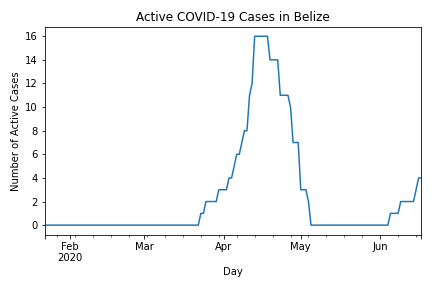 Active COVID-19 Cases in Belize
Number of Active Cases
16
14
12
10
8
6
4
2
0
Feb
2020
Mar
Apr
May
Jun
Day